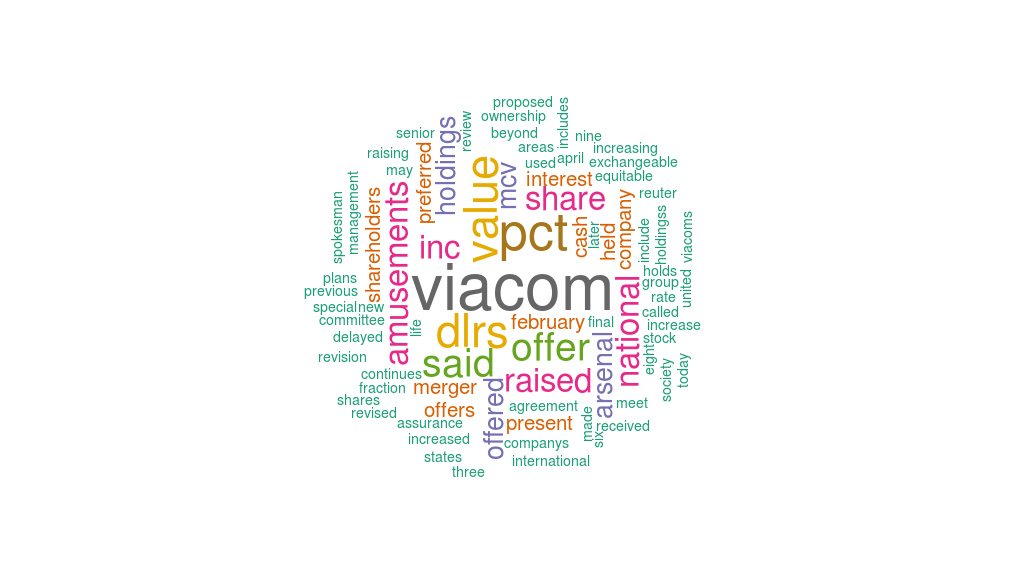 proposed
ownership
includes
review
senior
beyond
nine
holdings
areas
increasing
raising
preferred
used
april
exchangeable
may
value
mcv
interest
equitable
management
amusements
share
company
reuter
spokesman
shareholders
inc
pct
cash
later
held
include
holdingss
viacoms
plans
viacom
holds
group
united
previous
national
rate
special
new
called
committee
life
dlrs
february
final
increase
delayed
said
offer
arsenal
stock
revision
eight
today
continues
raised
society
fraction
merger
offered
shares
offers
agreement
meet
revised
present
made
assurance
six
received
increased
companys
states
international
three